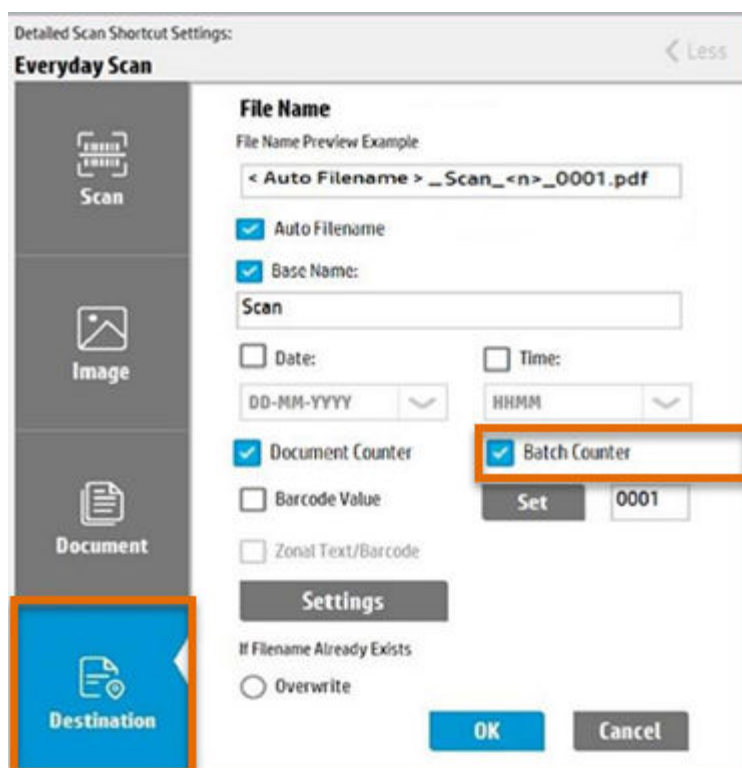 Detailed Scan Shortcut Settings:
Everyday Scan
< Less
Scan
Image
Document
Destination
File Name
File Name Preview Example
< Auto Filename > _Scan_<n>_0001.pdf
Auto Filename
Base Name:
Scan
Date: Time:
DD-MM-YYYY HHMM
Document Counter Batch Counter
Barcode Value Set 0001
Zonal Text/Barcode
Settings
If Filename Already Exists
Overwrite
OK Cancel